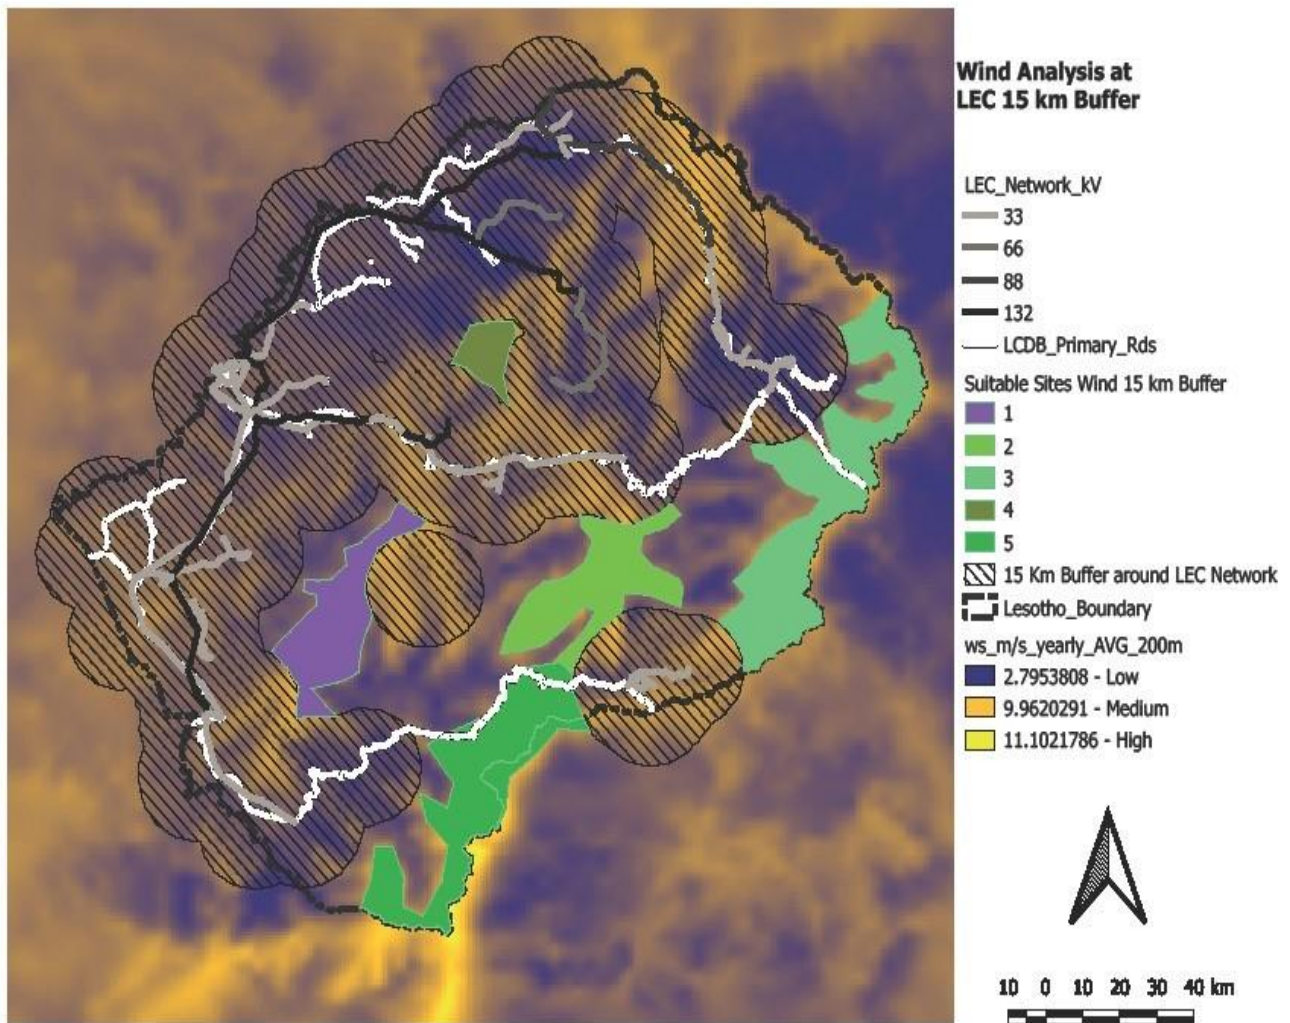 Wind Analysis at
LEC 15 km Buffer
LEC_Network_kV
33
66
88
132
LCDB_Primary_Rds
Suitable Sites Wind 15 km Buffer
1
2
3
4
5
15 Km Buffer around LEC Network
Lesotho_Boundary
ws_m/s_yearly_AVG_200m
2.7953808 - Low
9.9620291 - Medium
11.1021786 - High
10 0 10 20 30 40 km